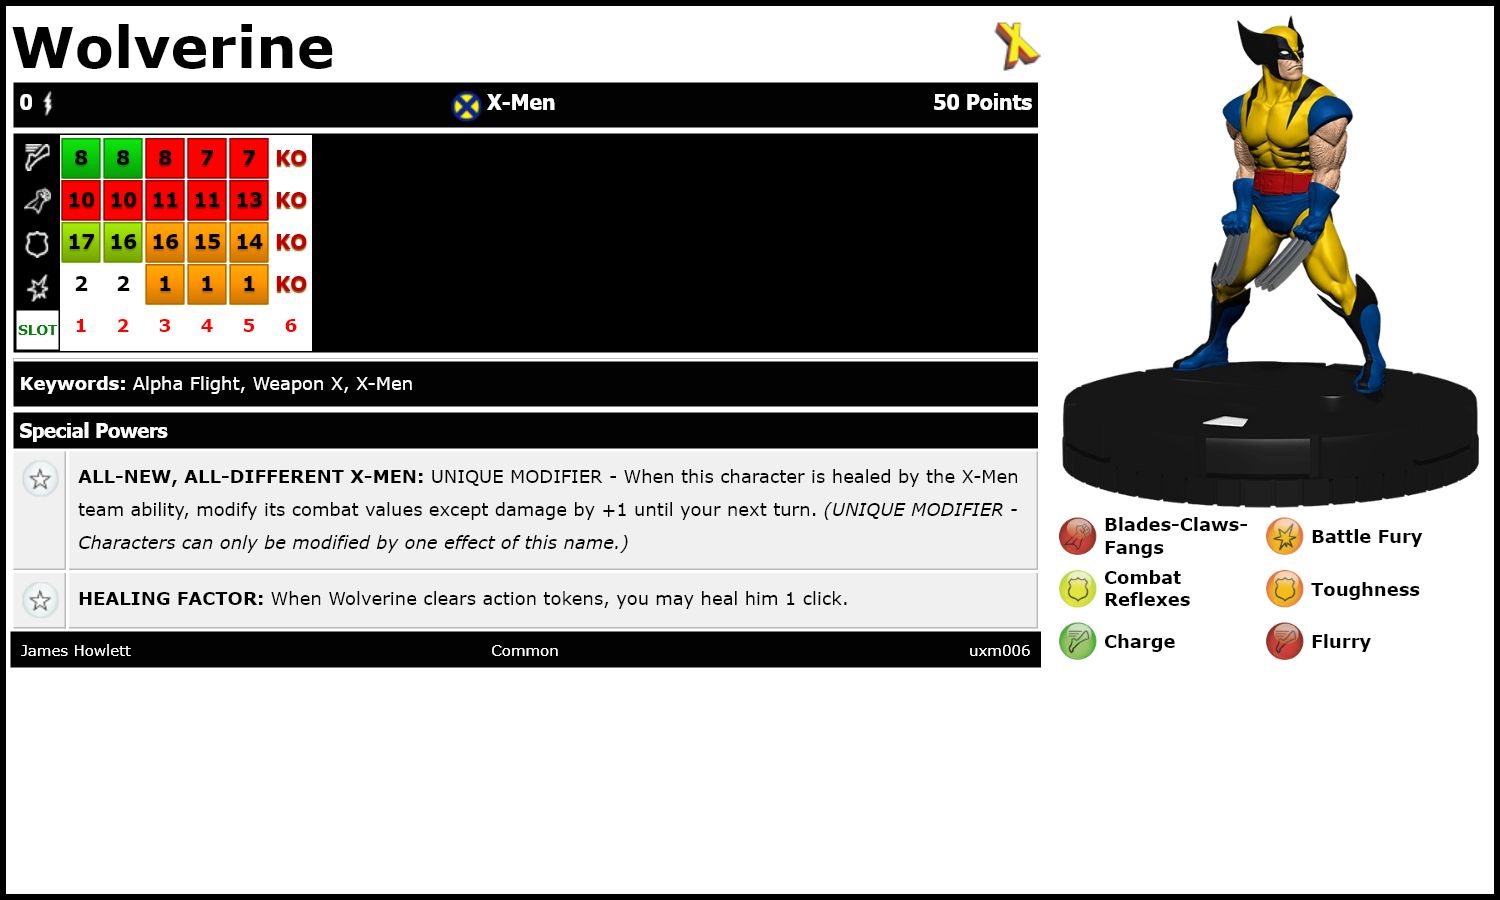 Wolverine
0 X-Men 50 Points
8 8 8 7 7 KO
10 10 11 11 13 KO
17 16 16 15 14 KO
2 2 1 1 1 KO
SLOT 1 2 3 4 5 6
Keywords: Alpha Flight, Weapon X, X-Men
Special Powers
ALL-NEW, ALL-DIFFERENT X-MEN: UNIQUE MODIFIER - When this character is healed by the X-Men
team ability, modify its combat values except damage by +1 until your next turn. (UNIQUE MODIFIER -
Characters can only be modified by one effect of this name.)
HEALING FACTOR: When Wolverine clears action tokens, you may heal him 1 click.
James Howlett Common uxm006
Blades-Claws-
Fangs
Battle Fury
Combat
Reflexes
Toughness
Charge
Flurry